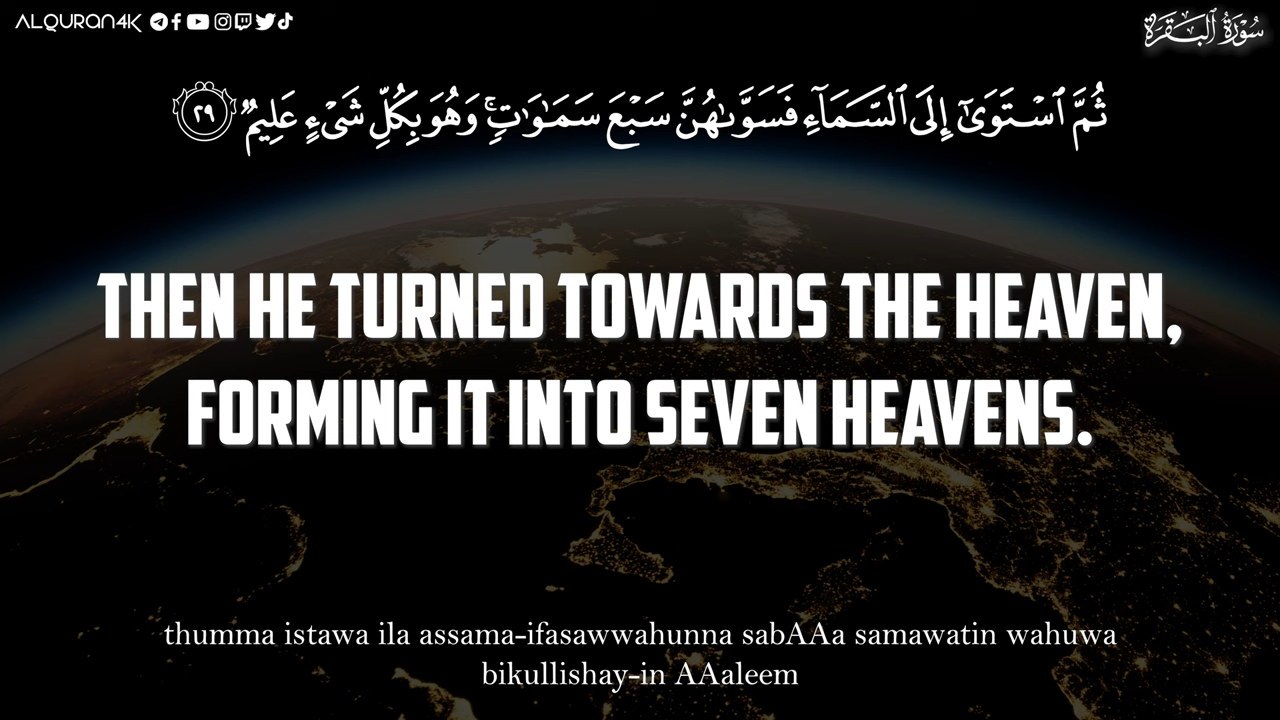 ALQURAN4K
سُورَةُ ٱلْبَقَرَةِ
ثُمَّ ٱسْتَوَىٰٓ إِلَى ٱلسَّمَآءِ فَسَوَّىٰهُنَّ سَبْعَ سَمَـٰوَٰتٍۢ ۚ وَهُوَ بِكُلِّ شَىْءٍ عَلِيمٌۭ ٢٩
THEN HE TURNED TOWARDS THE HEAVEN,
FORMING IT INTO SEVEN HEAVENS.
thumma istawa ila assama-ifasawwahunna sabAAa samawatin wahuwa
bikullishay-in AAaleem